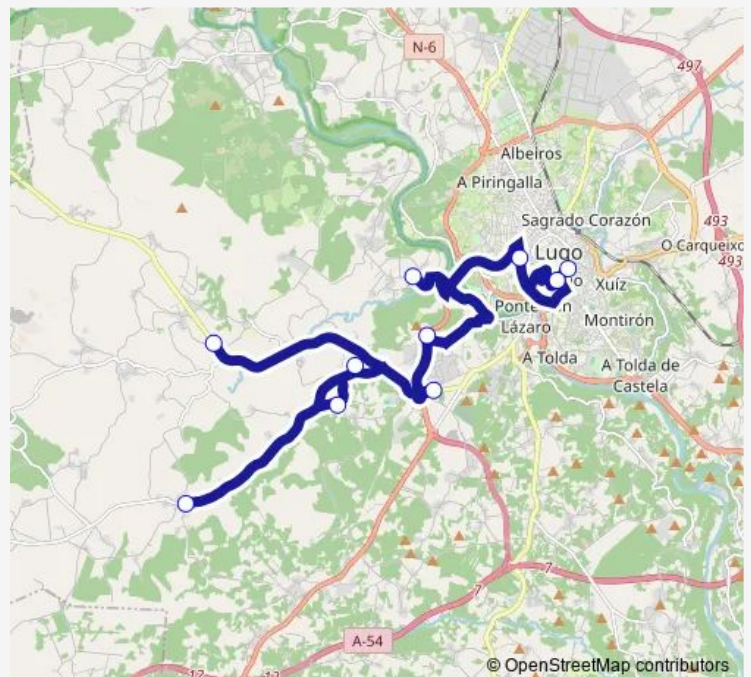 N-6
497
Albeiros
A Piringalla
Sagrado Corazón
493
O Carqueixo
493
Lugo
Xuíz
Lázaro
Montirón
A Tolda
A Tolda de
Castela
7
7
A-54
© OpenStreetMap contributors